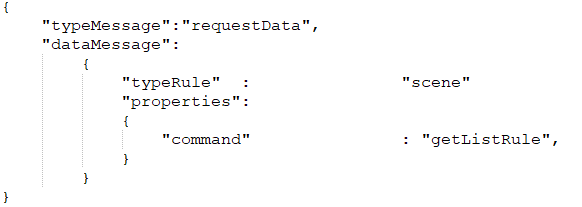 {
"typeMessage":"requestData",
"dataMessage":
{
"typeRule" : "scene"
"properties":
{
"command" : "getListRule",
}
}
}